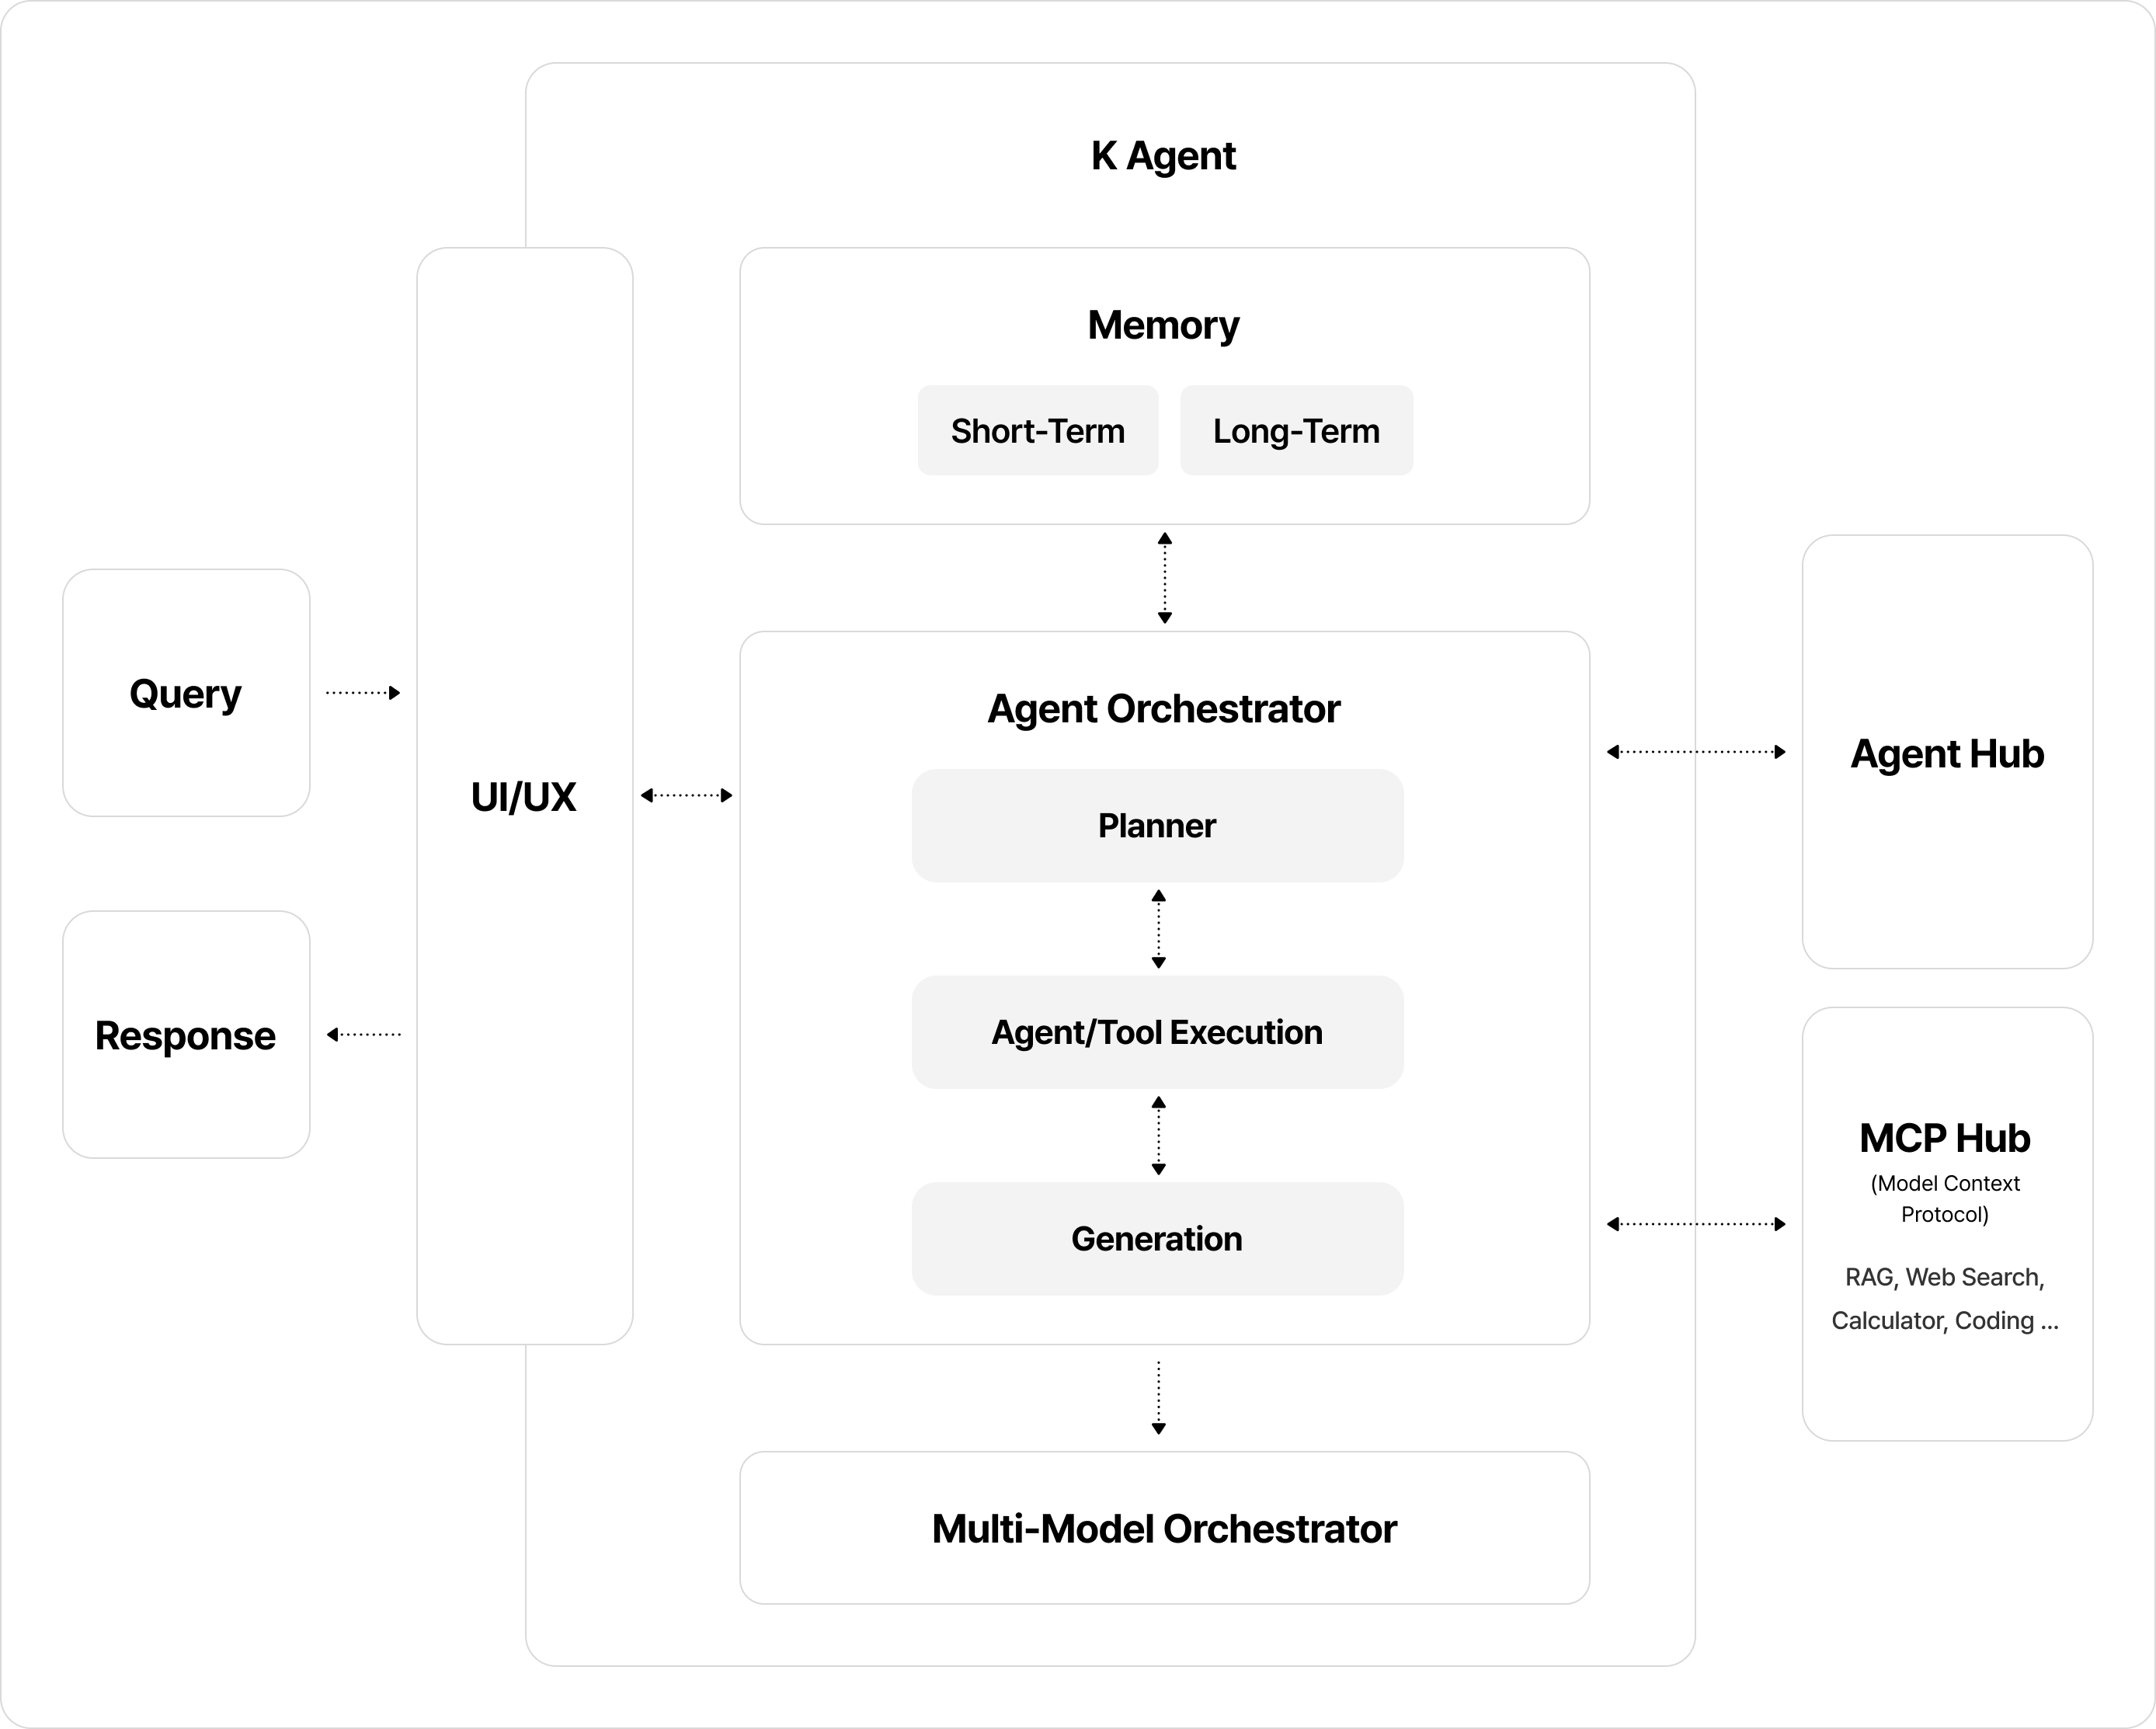 K Agent
Memory
Short-Term
Long-Term
Query
Response
UI/UX
Agent Orchestrator
Planner
Agent/Tool Execution
Generation
Multi-Model Orchestrator
Agent Hub
MCP Hub
(Model Context
Protocol)
RAG, Web Search,
Calculator, Coding ...